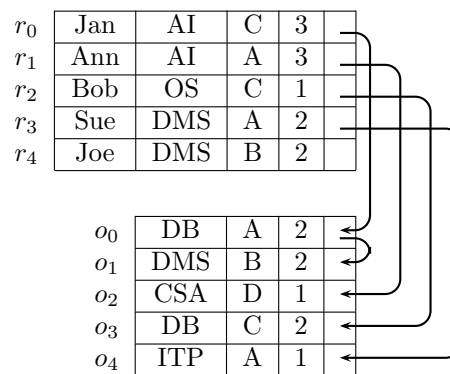 r0 Jan AI C 3
r1 Ann AI A 3
r2 Bob OS C 1
r3 Sue DMS A 2
r4 Joe DMS B 2
o0 DB A 2
o1 DMS B 2
o2 CSA D 1
o3 DB C 2
o4 ITP A 1